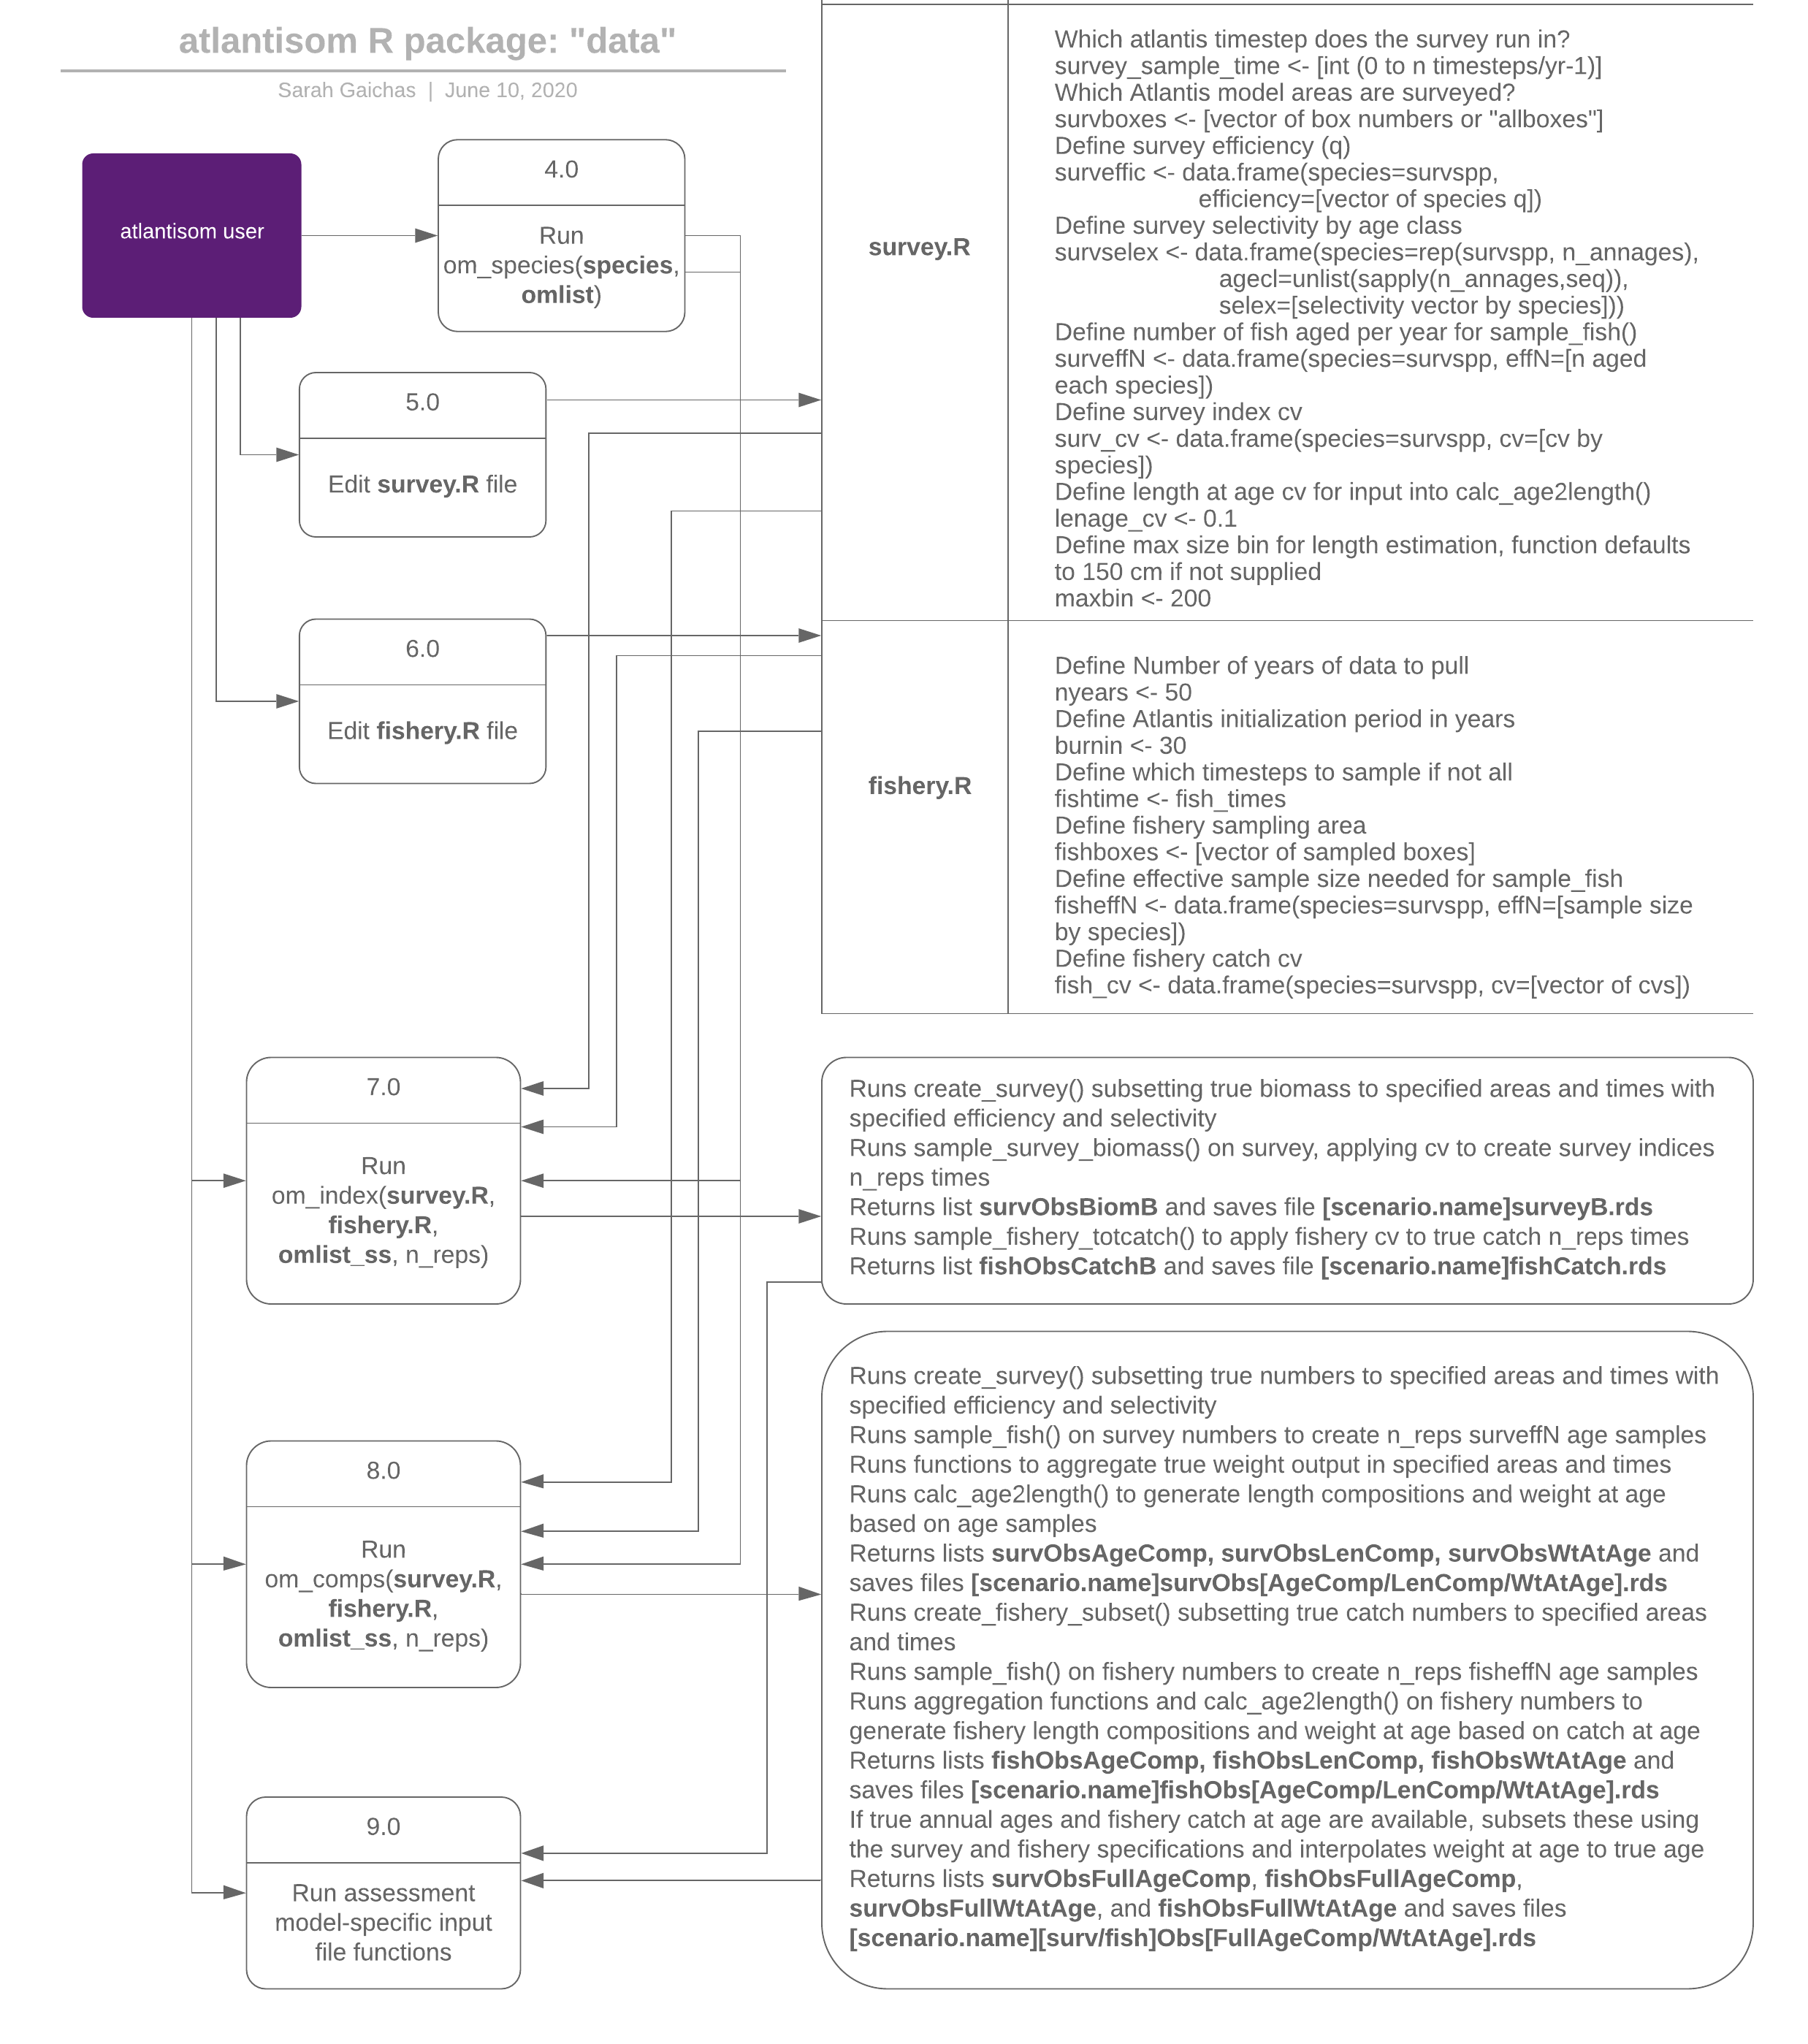 atlantisom R package: "data"
Sarah Gaichas | June 10, 2020
atlantisom user
4.0
Run
om_species(species,
omlist)
5.0
Edit survey.R file
6.0
Edit fishery.R file
7.0
Run
om_index(survey.R,
fishery.R,
omlist_ss, n_reps)
8.0
Run
om_comps(survey.R,
fishery.R,
omlist_ss, n_reps)
9.0
Run assessment
model-specific input
file functions
survey.R
Which atlantis timestep does the survey run in?
survey_sample_time <- [int (0 to n timesteps/yr-1)]
Which Atlantis model areas are surveyed?
survboxes <- [vector of box numbers or "allboxes"]
Define survey efficiency (q)
surveffic <- data.frame(species=survspp,
efficiency=[vector of species q])
Define survey selectivity by age class
survselex <- data.frame(species=rep(survspp, n_annages),
agecl=unlist(sapply(n_annages,seq)),
selex=[selectivity vector by species]))
Define number of fish aged per year for sample_fish()
surveffN <- data.frame(species=survspp, effN=[n aged
each species])
Define survey index cv
surv_cv <- data.frame(species=survspp, cv=[cv by
species])
Define length at age cv for input into calc_age2length()
lenage_cv <- 0.1
Define max size bin for length estimation, function defaults
to 150 cm if not supplied
maxbin <- 200
fishery.R
Define Number of years of data to pull
nyears <- 50
Define Atlantis initialization period in years
burnin <- 30
Define which timesteps to sample if not all
fishtime <- fish_times
Define fishery sampling area
fishboxes <- [vector of sampled boxes]
Define effective sample size needed for sample_fish
fisheffN <- data.frame(species=survspp, effN=[sample size
by species])
Define fishery catch cv
fish_cv <- data.frame(species=survspp, cv=[vector of cvs])
Runs create_survey() subsetting true biomass to specified areas and times with
specified efficiency and selectivity
Runs sample_survey_biomass() on survey, applying cv to create survey indices
n_reps times
Returns list survObsBiomB and saves file [scenario.name]surveyB.rds
Runs sample_fishery_totcatch() to apply fishery cv to true catch n_reps times
Returns list fishObsCatchB and saves file [scenario.name]fishCatch.rds
Runs create_survey() subsetting true numbers to specified areas and times with
specified efficiency and selectivity
Runs sample_fish() on survey numbers to create n_reps surveffN age samples
Runs functions to aggregate true weight output in specified areas and times
Runs calc_age2length() to generate length compositions and weight at age
based on age samples
Returns lists survObsAgeComp, survObsLenComp, survObsWtAtAge and
saves files [scenario.name]survObs[AgeComp/LenComp/WtAtAge].rds
Runs create_fishery_subset() subsetting true catch numbers to specified areas
and times
Runs sample_fish() on fishery numbers to create n_reps fisheffN age samples
Runs aggregation functions and calc_age2length() on fishery numbers to
generate fishery length compositions and weight at age based on catch at age
Returns lists fishObsAgeComp, fishObsLenComp, fishObsWtAtAge and
saves files [scenario.name]fishObs[AgeComp/LenComp/WtAtAge].rds
If true annual ages and fishery catch at age are available, subsets these using
the survey and fishery specifications and interpolates weight at age to true age
Returns lists survObsFullAgeComp, fishObsFullAgeComp,
survObsFullWtAtAge, and fishObsFullWtAtAge and saves files
[scenario.name][surv/fish]Obs[FullAgeComp/WtAtAge].rds